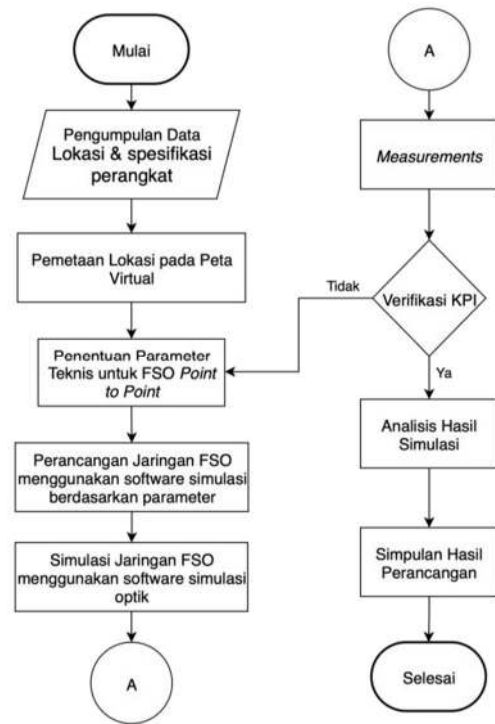 Mulai
Pengumpulan Data
Lokasi & spesifikasi
perangkat
Pemetaan Lokasi pada Peta
Virtual
Penentuan Parameter
Teknis untuk FSO Point
to Point
Perancangan Jaringan FSO
menggunakan software simulasi
berdasarkan parameter
Simulasi Jaringan FSO
menggunakan software simulasi
optik
A
A
Measurements
Verifikasi KPI
Tidak
Ya
Analisis Hasil
Simulasi
Simpulan Hasil
Perancangan
Selesai